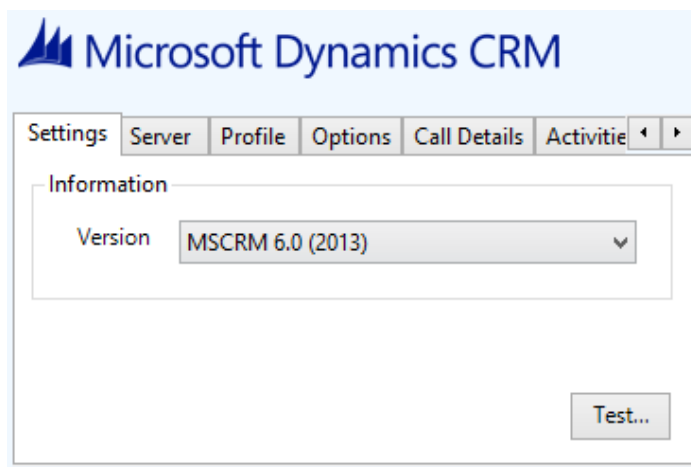 Microsoft Dynamics CRM
Settings Server Profile Options Call Details Activitie
Information
Version MSCRM 6.0 (2013)
Test...